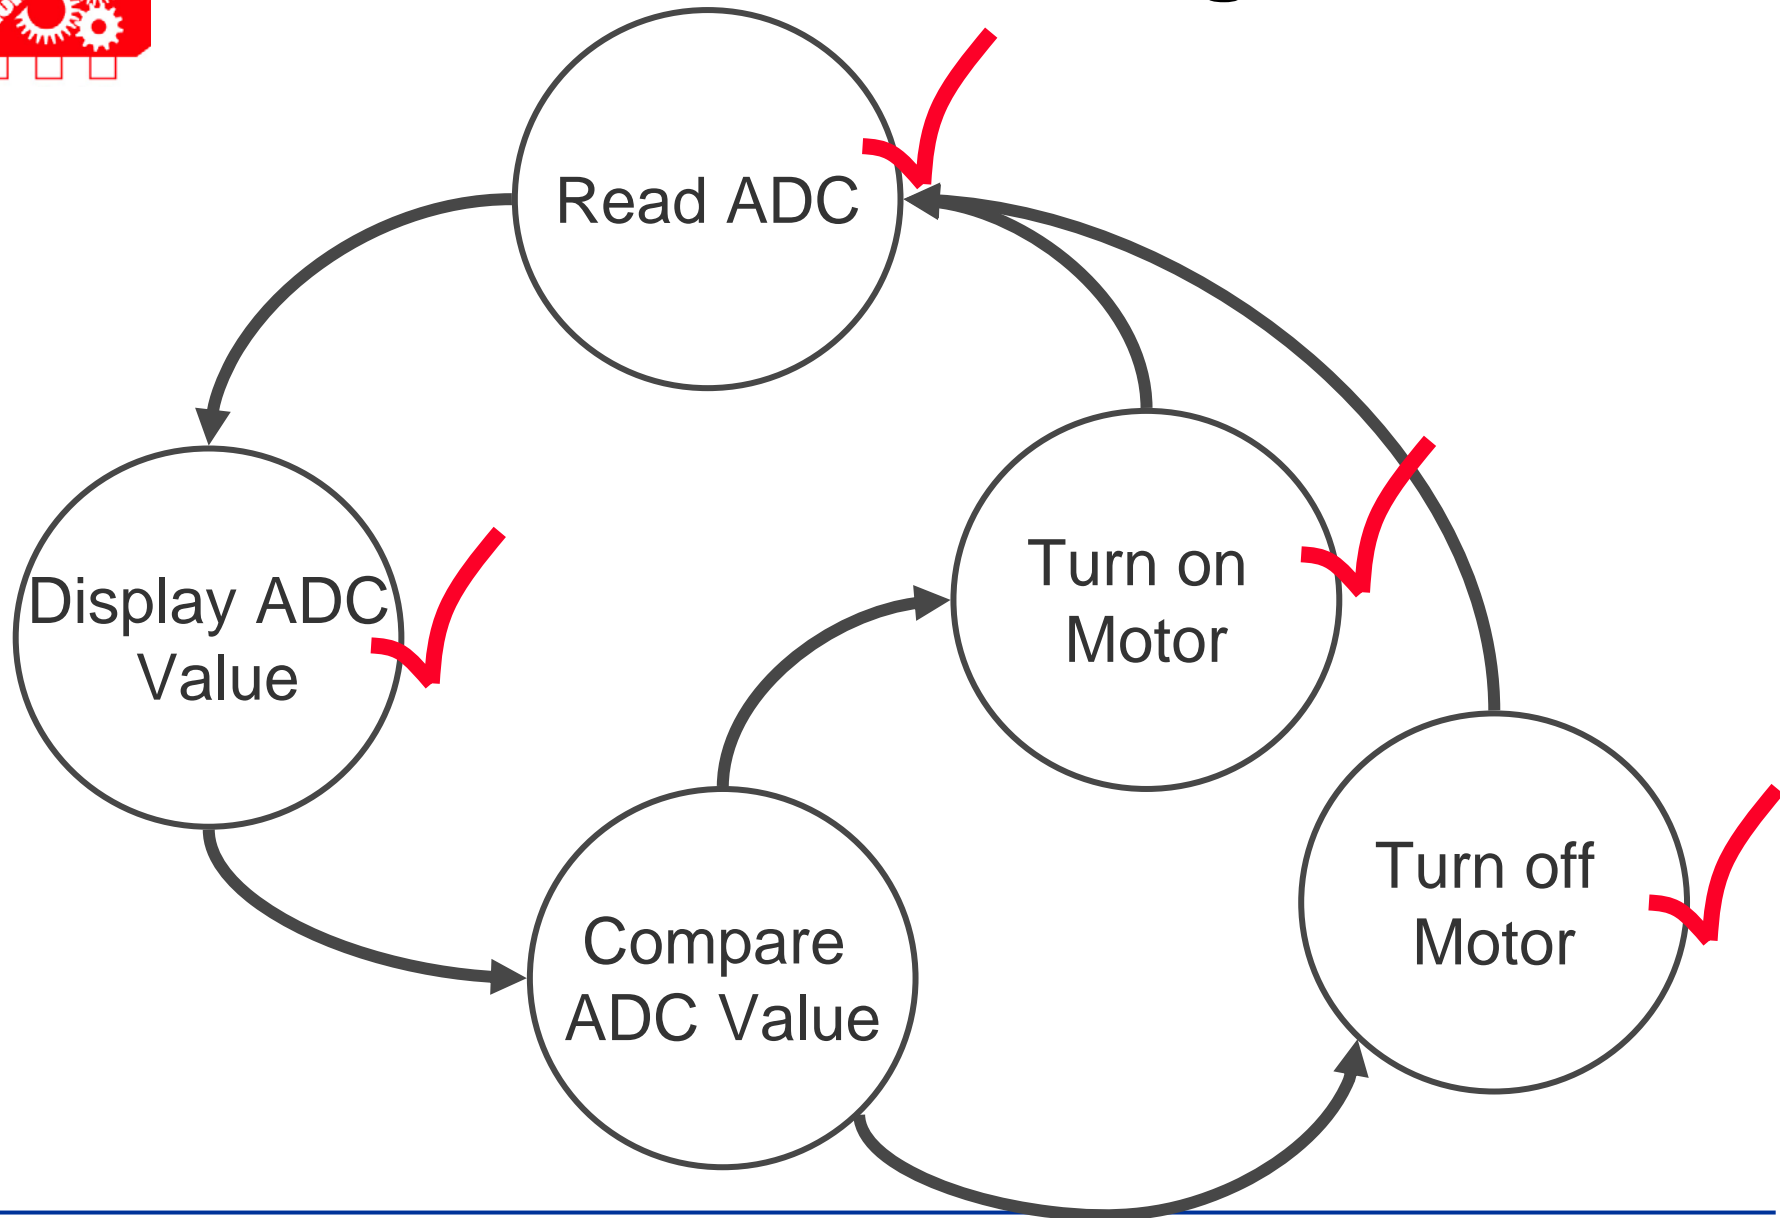 Read ADC
Display ADC
Value
Turn on
Motor
Turn off
Motor
Compare
ADC Value